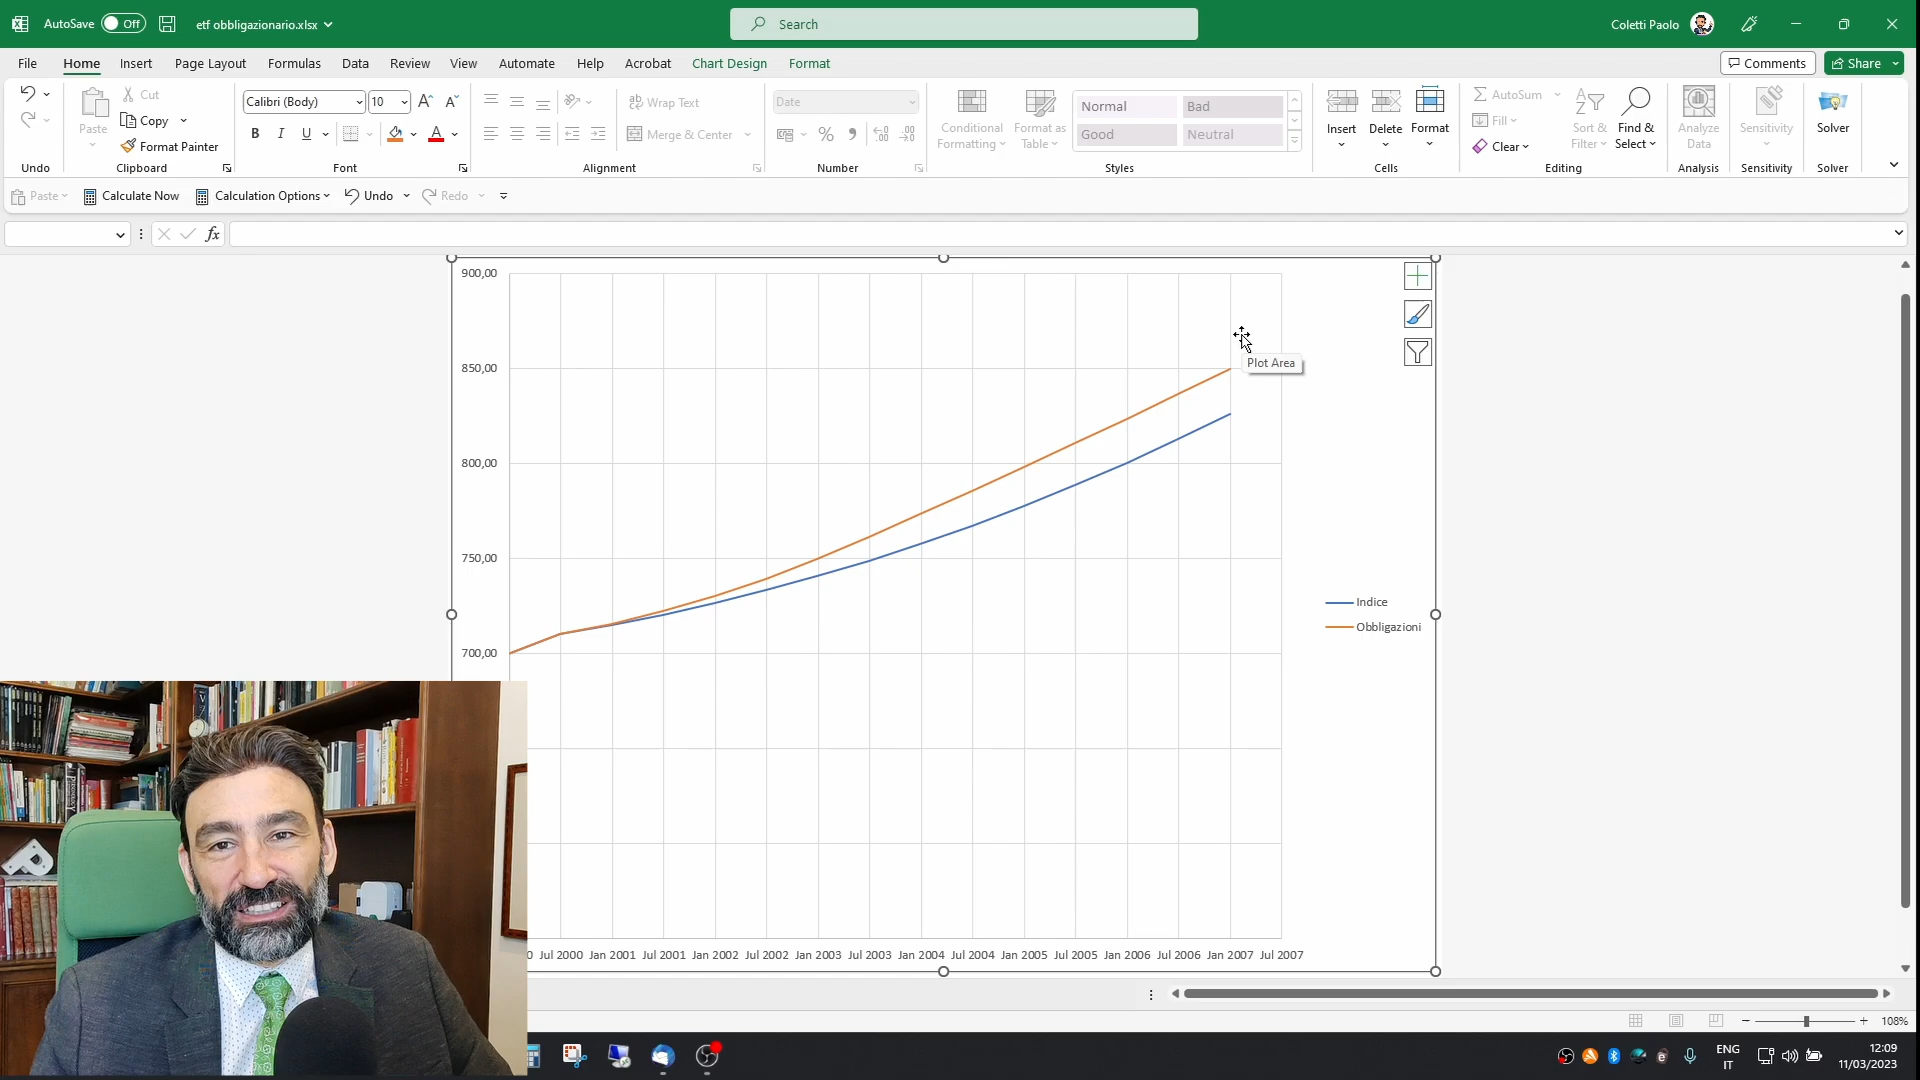 AutoSave Off etf obbligazionario.xlsx Search Coletti Paolo
File Home Insert Page Layout Formulas Data Review View Automate Help Acrobat Chart Design Format Comments Share
Paste
Cut
Copy
Format Painter
Calibri (Body) 10
B I U
Wrap Text
Merge & Center
Date
Conditional Formatting
Format as Table
Normal Bad
Good Neutral
Insert Delete Format
AutoSum
Fill
Clear
Sort & Filter
Find & Select
Analyze Data
Sensitivity
Solver
Undo Clipboard Font Alignment Number Styles Cells Editing Analysis Sensitivity Solver
Paste Calculate Now Calculation Options Undo Redo
fx
900,00
Plot Area
850,00
800,00
750,00
700,00
Indice
Obbligazioni
0 Jul 2000 Jan 2001 Jul 2001 Jan 2002 Jul 2002 Jan 2003 Jul 2003 Jan 2004 Jul 2004 Jan 2005 Jul 2005 Jan 2006 Jul 2006 Jan 2007 Jul 2007
108%
ENG
IT
12:09
11/03/2023